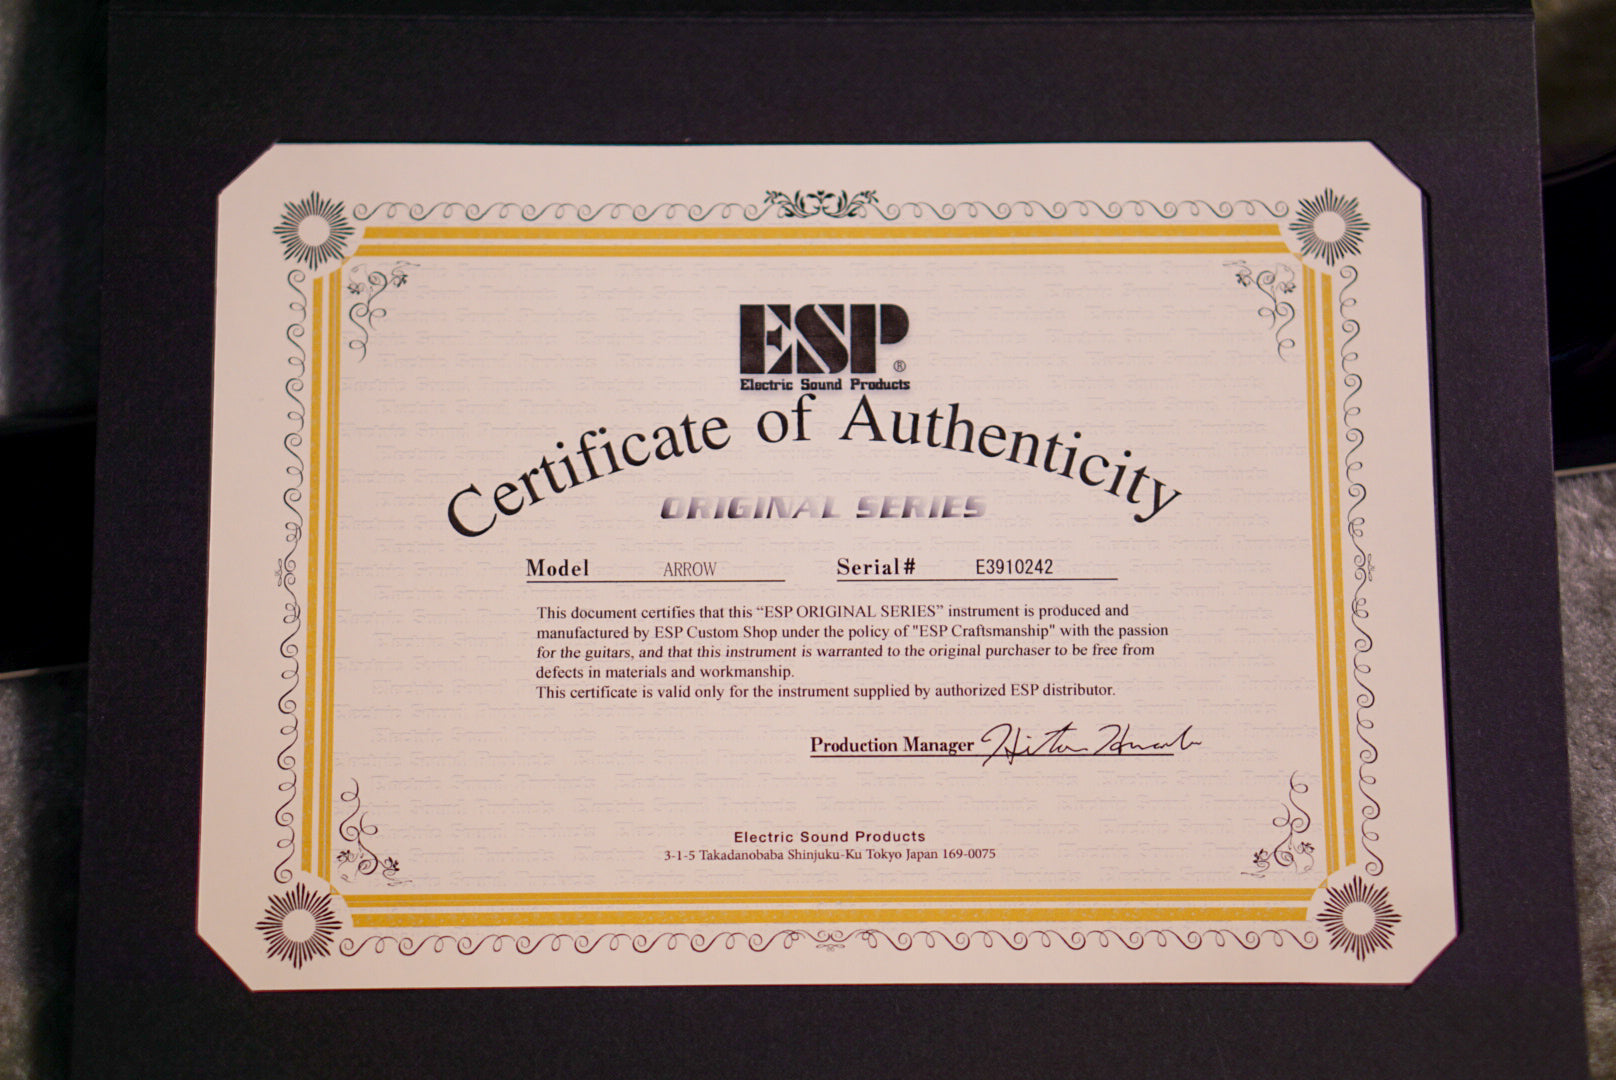 ESP®
Electric Sound Products
Certificate of Authenticity
ORIGINAL SERIES
Model ARROW Serial# E3910242
This document certifies that this “ESP ORIGINAL SERIES” instrument is produced and
manufactured by ESP Custom Shop under the policy of "ESP Craftsmanship" with the passion
for the guitars, and that this instrument is warranted to the original purchaser to be free from
defects in materials and workmanship.
This certificate is valid only for the instrument supplied by authorized ESP distributor.
Production Manager
Electric Sound Products
3-1-5 Takadanobaba Shinjuku-Ku Tokyo Japan 169-0075